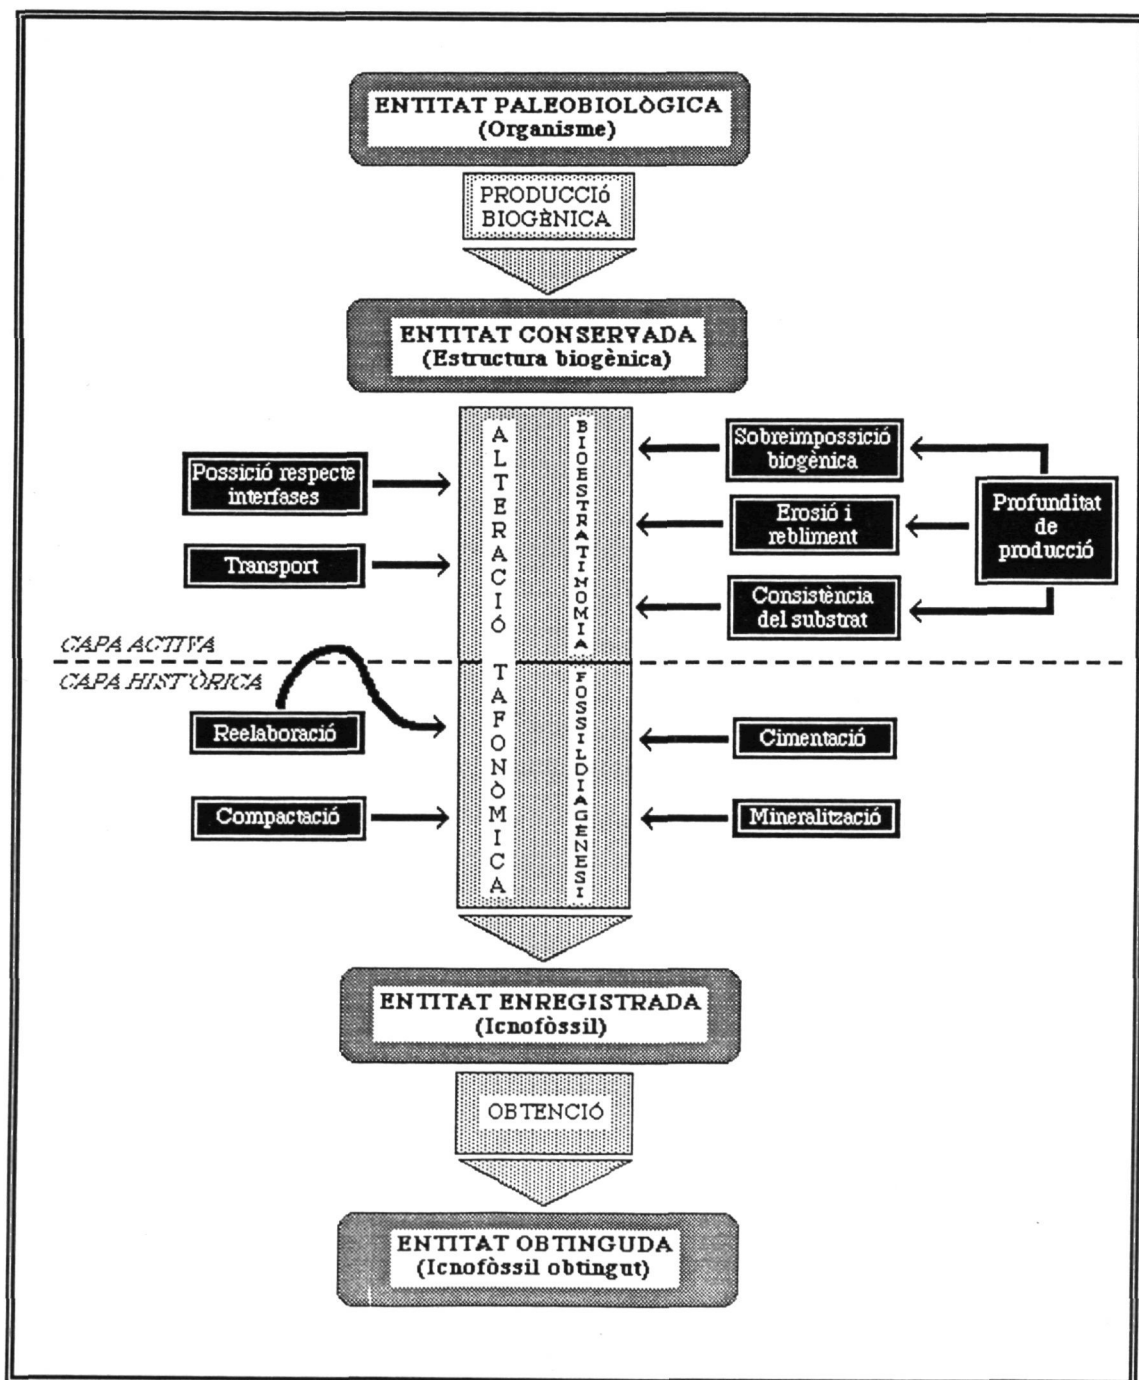 ENTITAT PALEOBIOLÒGICA
(Organisme)
PRODUCCIÓ
BIOGÈNICA
ENTITAT CONSERVADA
(Estructura biogènica)
ALTERACIÓ TAFONÒMICA
BIOESTRATINOMIA
FOSSILDIAGÈNESI
Possició respecte
interfases
Transport
Sobreimpossició
biogènica
Erosió i
rebliment
Consistència
del substrat
Profunditat
de
producció
CAPA ACTIVA
CAPA HISTÒRICA
Reelaboració
Compactació
Cimentació
Mineralització
ENTITAT ENREGISTRADA
(Icnofòssil)
OBTENCIÓ
ENTITAT OBTINGUDA
(Icnofòssil obtingut)